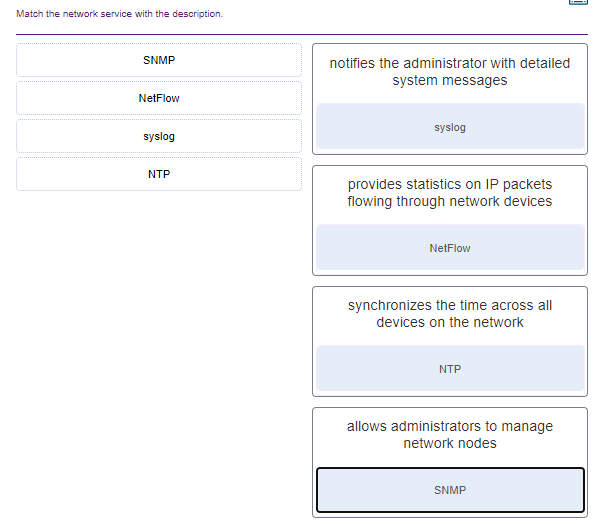 Match the network service with the description.
SNMP
NetFlow
syslog
NTP
notifies the administrator with detailed
system messages
syslog
provides statistics on IP packets
flowing through network devices
NetFlow
synchronizes the time across all
devices on the network
NTP
allows administrators to manage
network nodes
SNMP